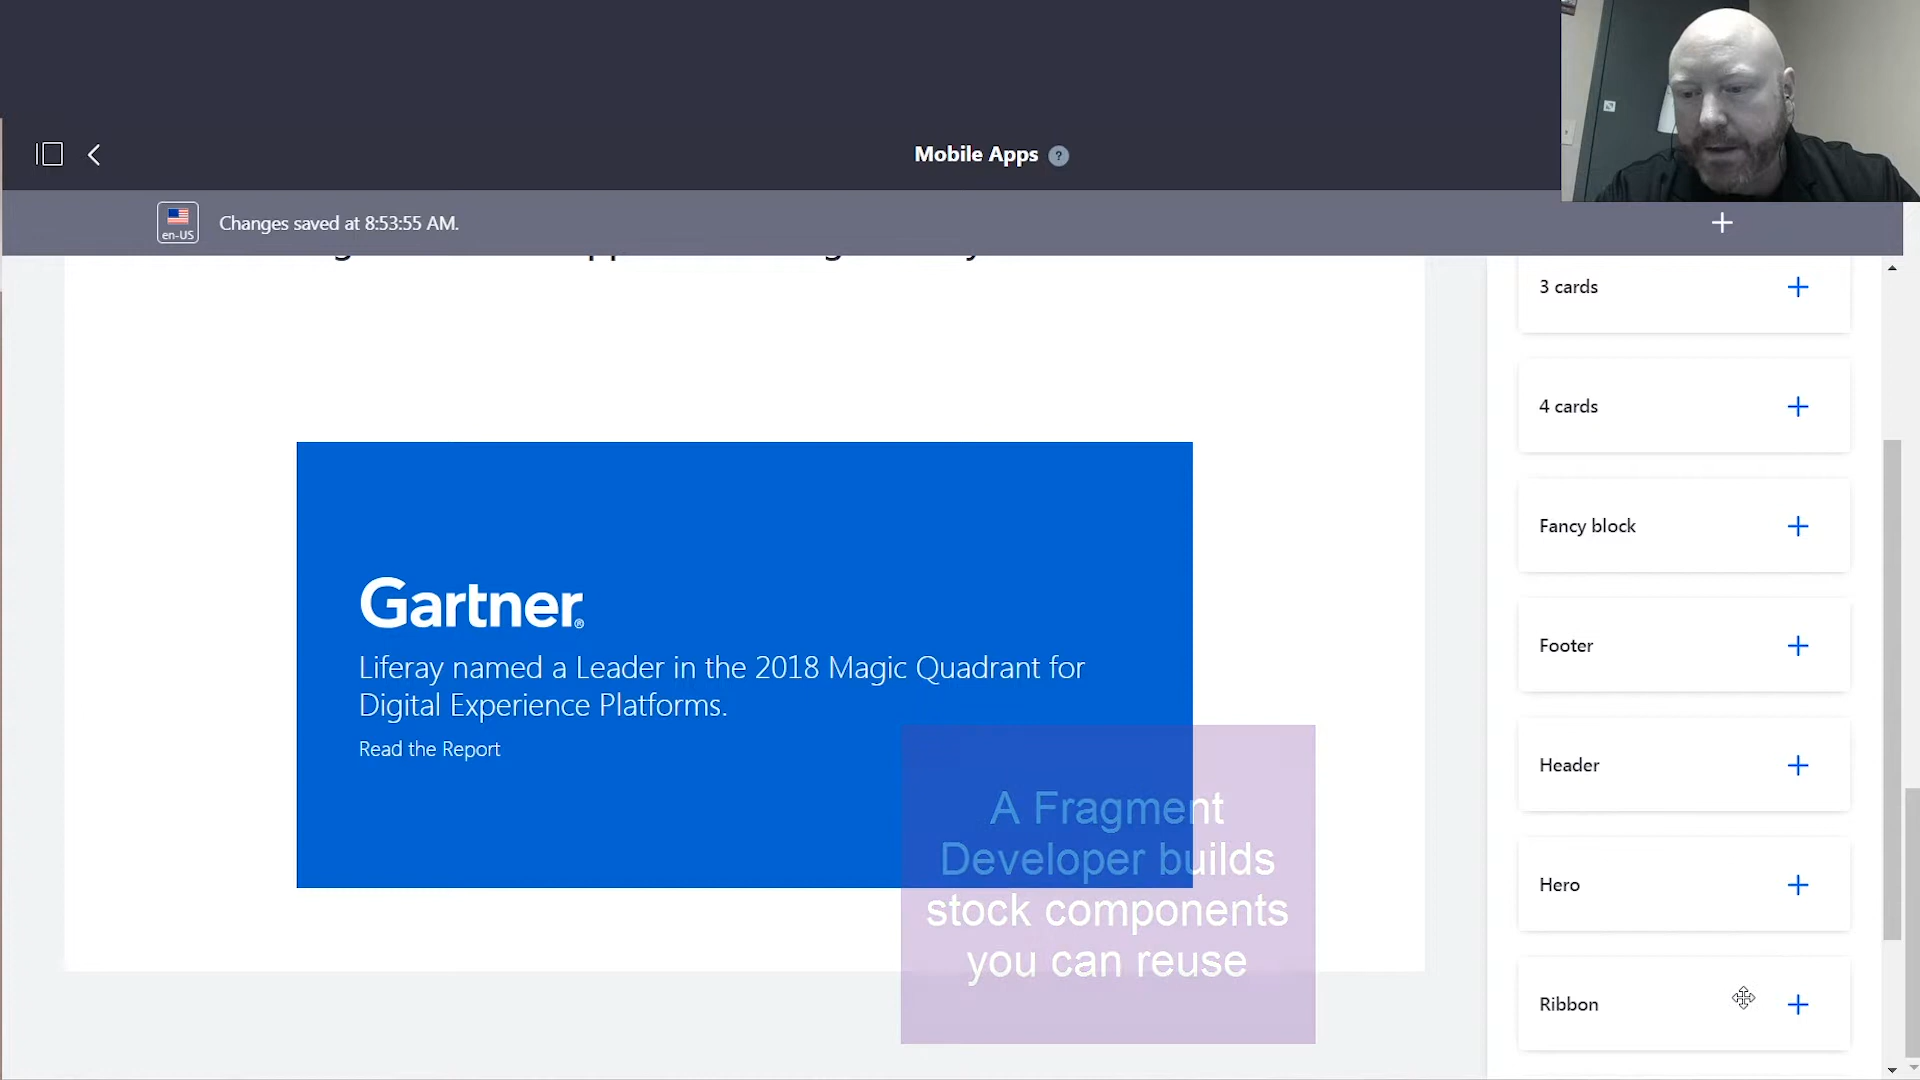 Mobile Apps ?
en-US
Changes saved at 8:53:55 AM.
3 cards
4 cards
Fancy block
Footer
Header
Hero
Ribbon
Gartner®
Liferay named a Leader in the 2018 Magic Quadrant for
Digital Experience Platforms.
Read the Report
A Fragment
Developer builds
stock components
you can reuse